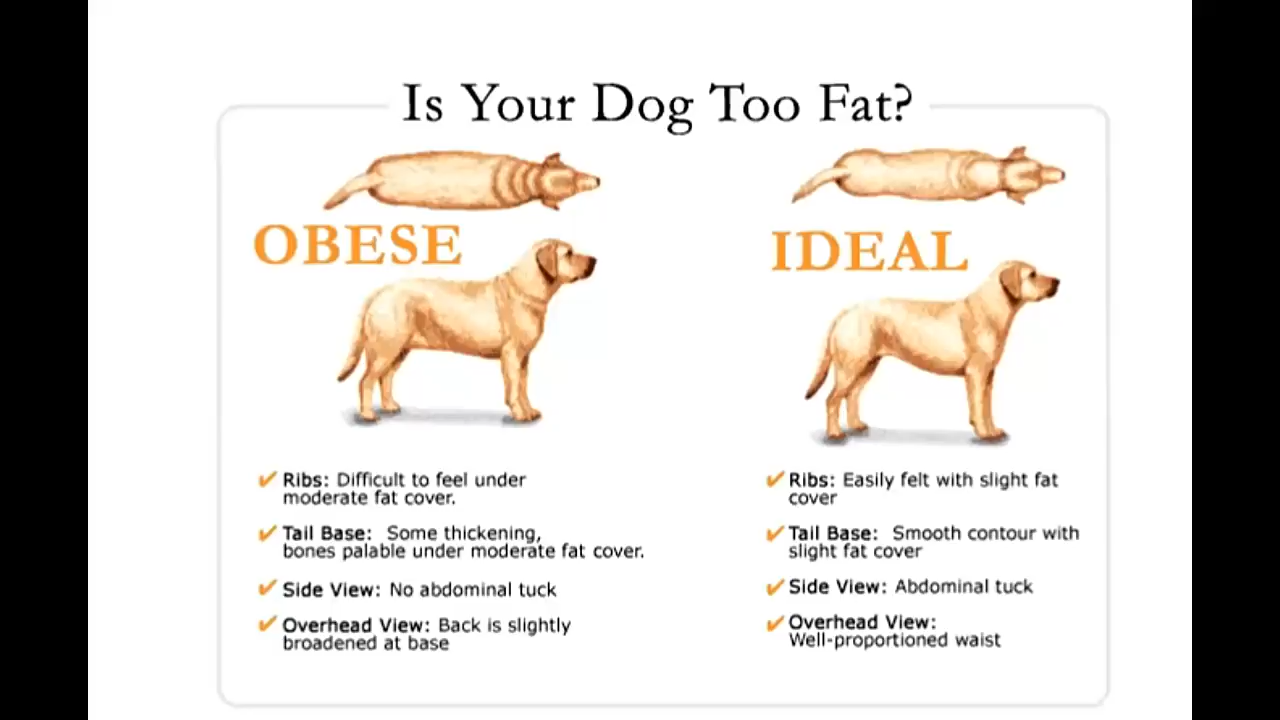 Is Your Dog Too Fat?
OBESE
Ribs: Difficult to feel under
moderate fat cover.
Tail Base: Some thickening,
bones palable under moderate fat cover.
Side View: No abdominal tuck
Overhead View: Back is slightly
broadened at base
IDEAL
Ribs: Easily felt with slight fat
cover
Tail Base: Smooth contour with
slight fat cover
Side View: Abdominal tuck
Overhead View:
Well-proportioned waist